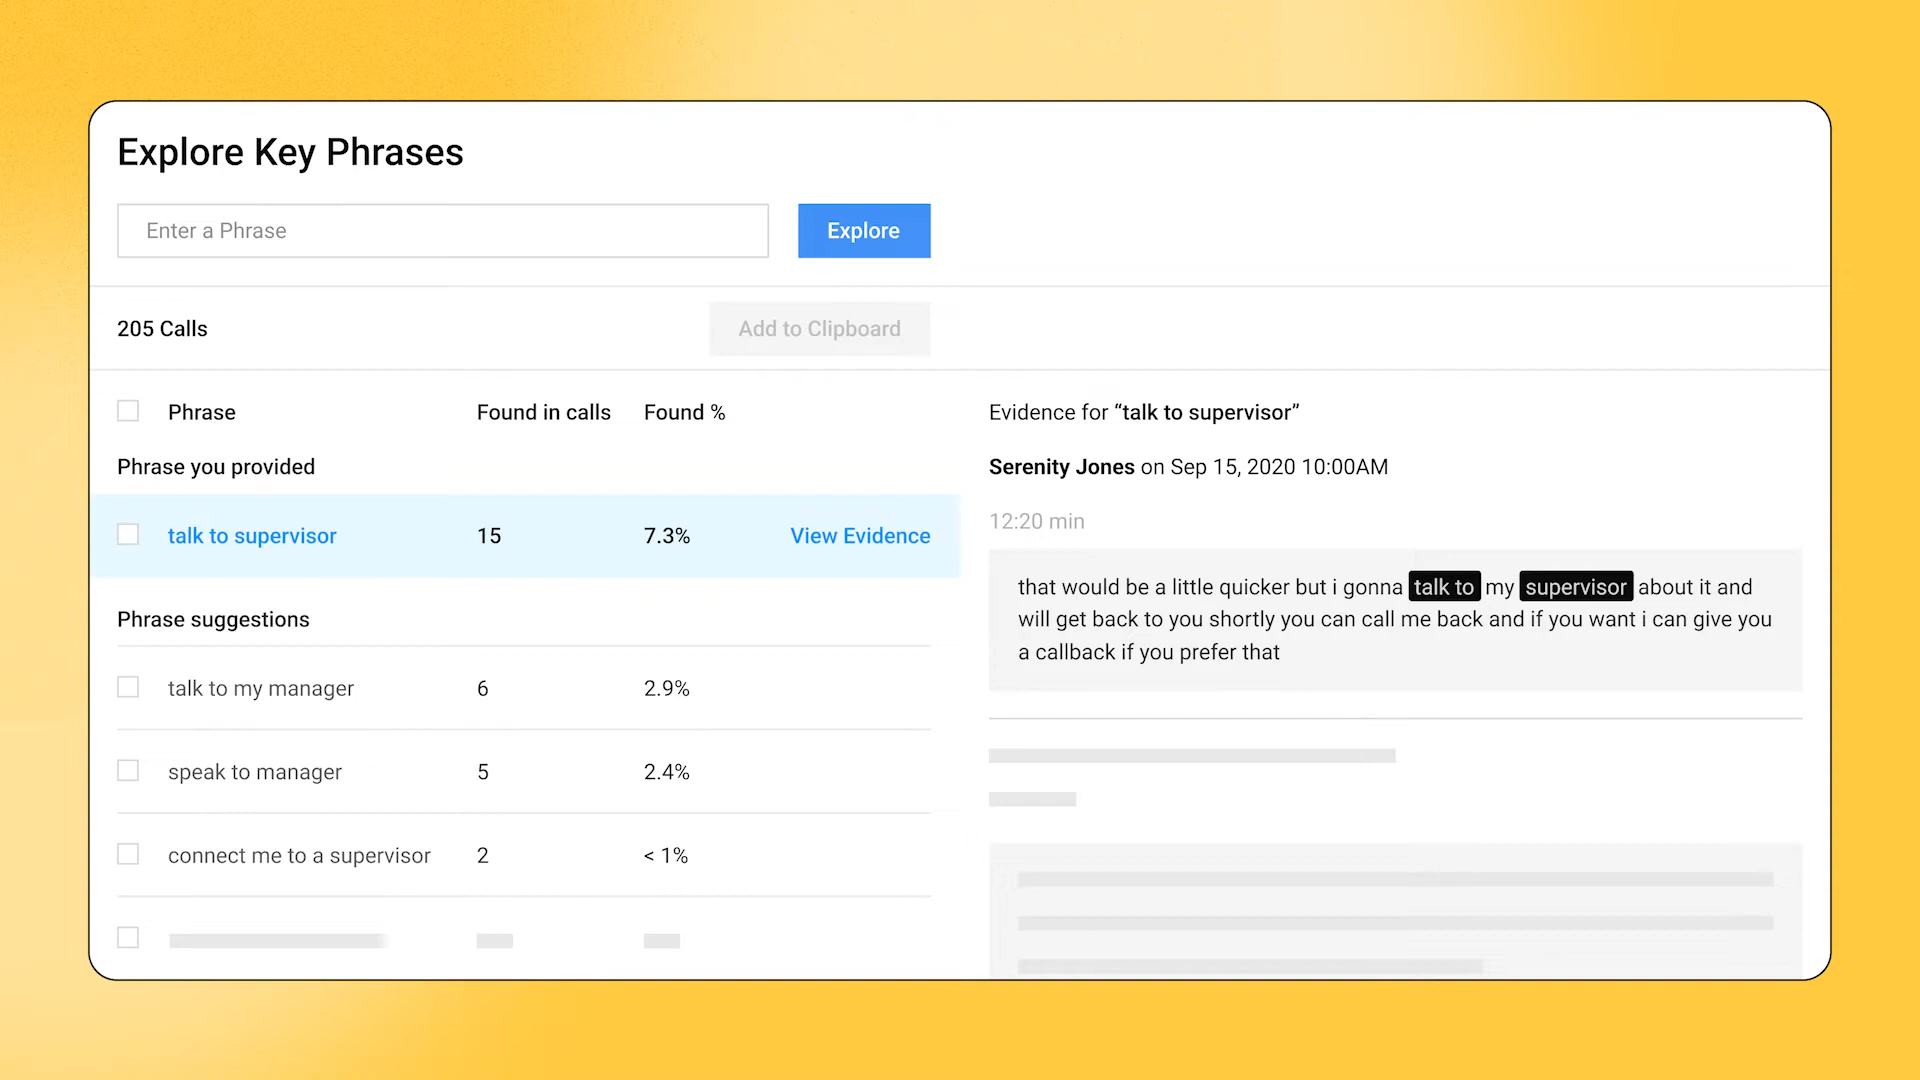 Explore Key Phrases
Enter a Phrase
Explore
205 Calls
Add to Clipboard
Phrase Found in calls Found %
Phrase you provided
talk to supervisor 15 7.3% View Evidence
Phrase suggestions
talk to my manager 6 2.9%
speak to manager 5 2.4%
connect me to a supervisor 2 < 1%
Evidence for “talk to supervisor”
Serenity Jones on Sep 15, 2020 10:00AM
12:20 min
that would be a little quicker but i gonna talk to my supervisor about it and
will get back to you shortly you can call me back and if you want i can give you
a callback if you prefer that